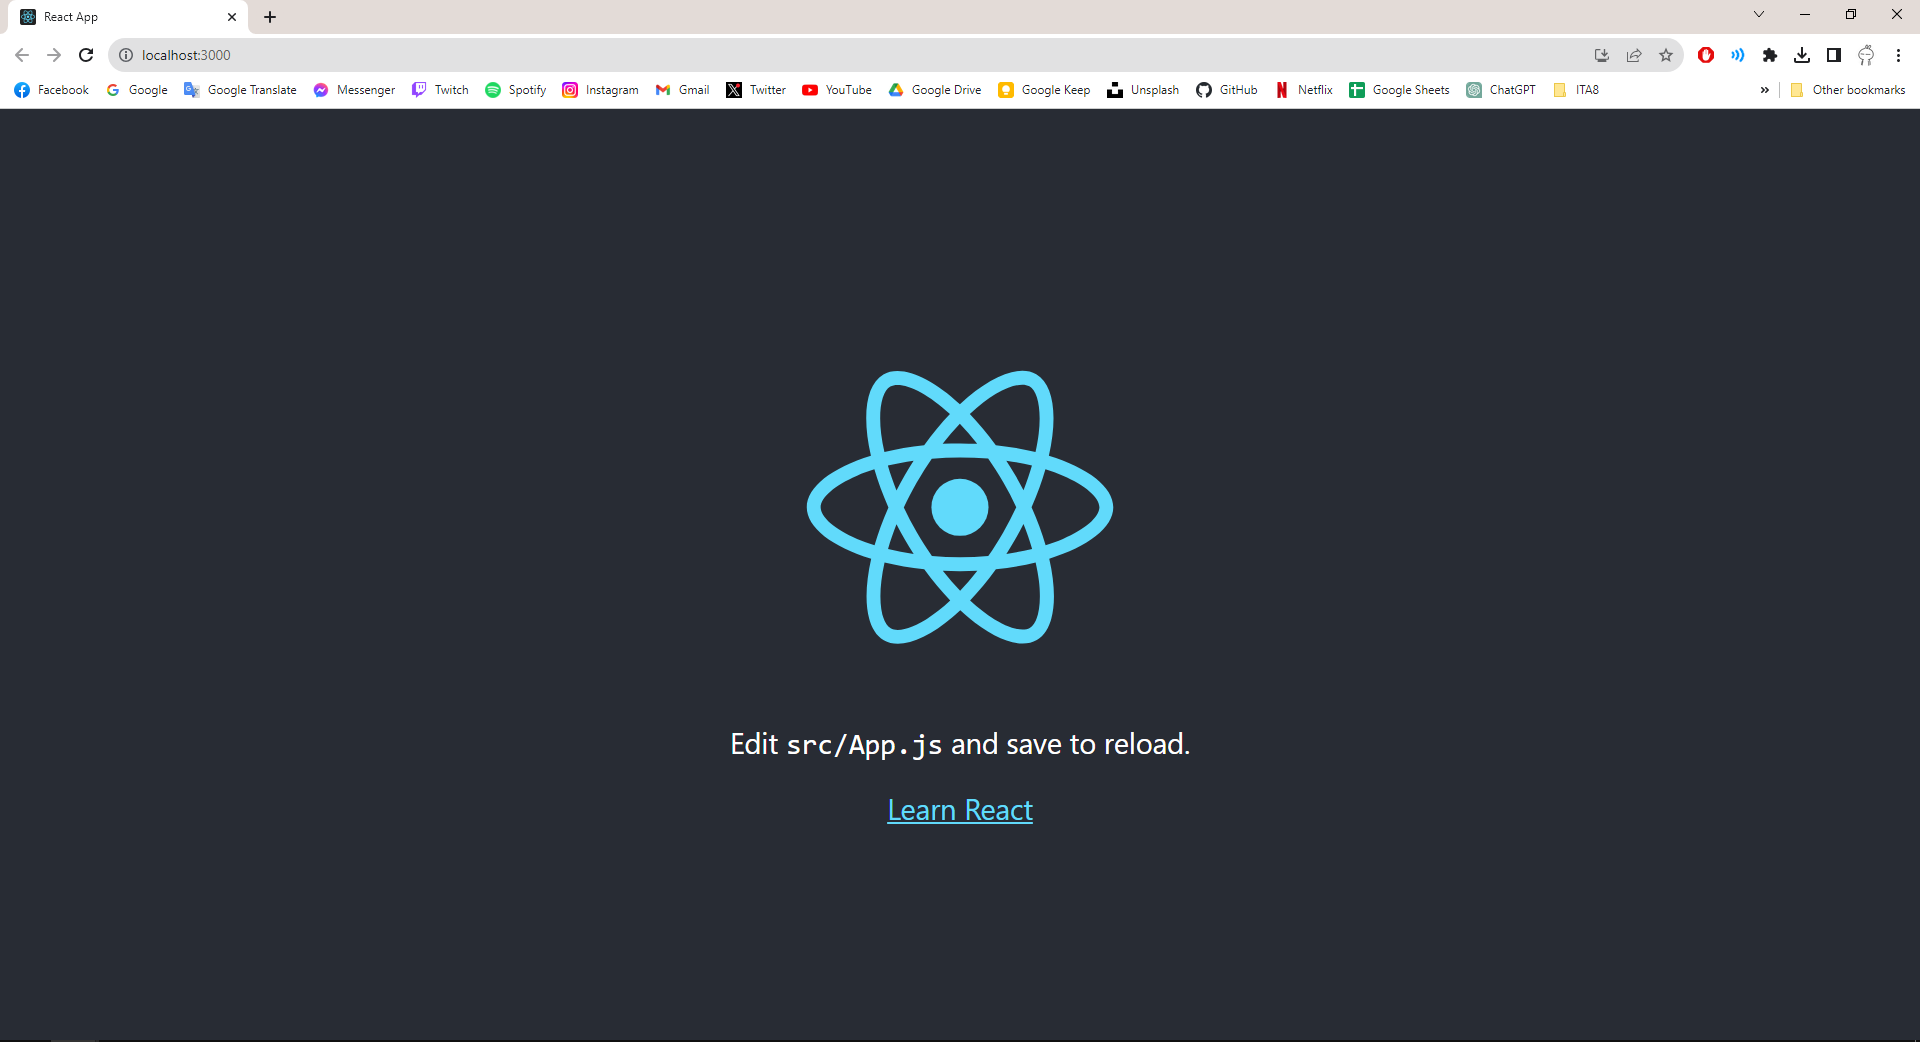 React App
localhost:3000
Facebook Google Google Translate Messenger Twitch Spotify Instagram Gmail Twitter YouTube Google Drive Google Keep Unsplash GitHub Netflix Google Sheets ChatGPT ITA8 » Other bookmarks
Edit src/App.js and save to reload.
Learn React